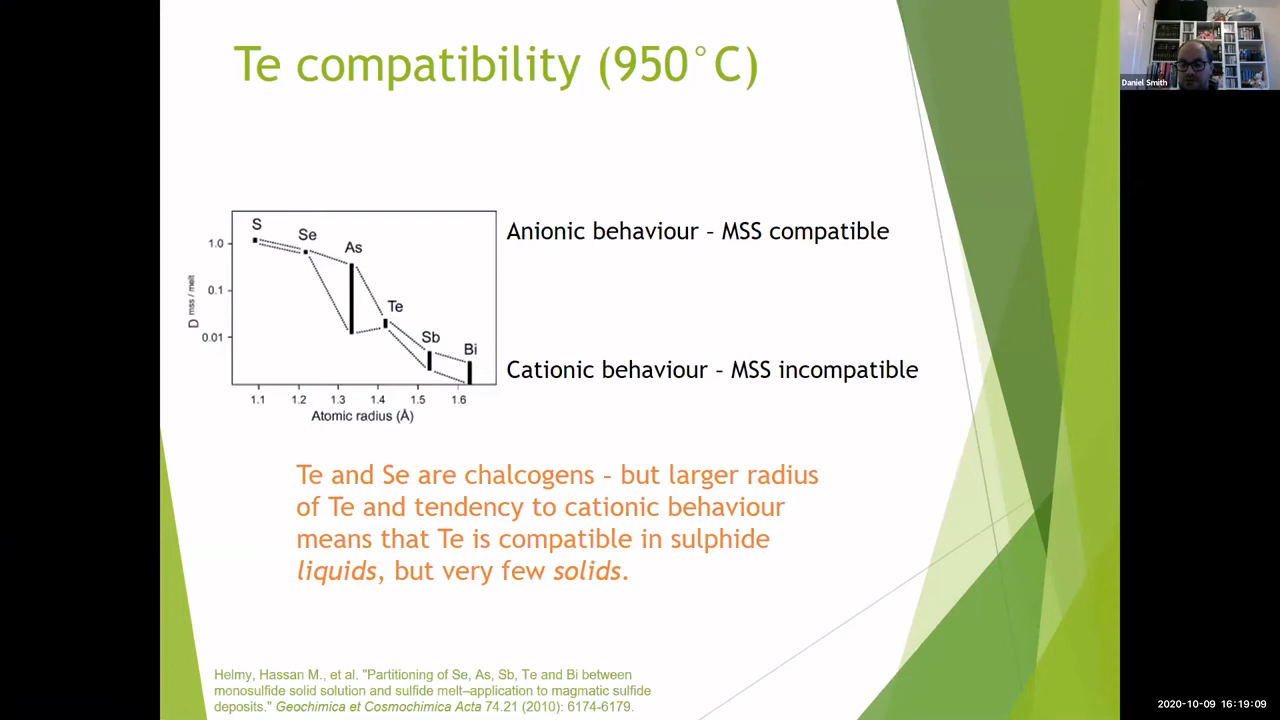 Te compatibility (950°C)
Daniel Smith
S
Se
As
Te
Sb
Bi
1.0
0.1
0.01
D mss / melt
1.1 1.2 1.3 1.4 1.5 1.6
Atomic radius (Å)
Anionic behaviour – MSS compatible
Cationic behaviour – MSS incompatible
Te and Se are chalcogens – but larger radius
of Te and tendency to cationic behaviour
means that Te is compatible in sulphide
liquids, but very few solids.
Helmy, Hassan M., et al. "Partitioning of Se, As, Sb, Te and Bi between
monosulfide solid solution and sulfide melt–application to magmatic sulfide
deposits." Geochimica et Cosmochimica Acta 74.21 (2010): 6174-6179.
2020-10-09 16:19:09